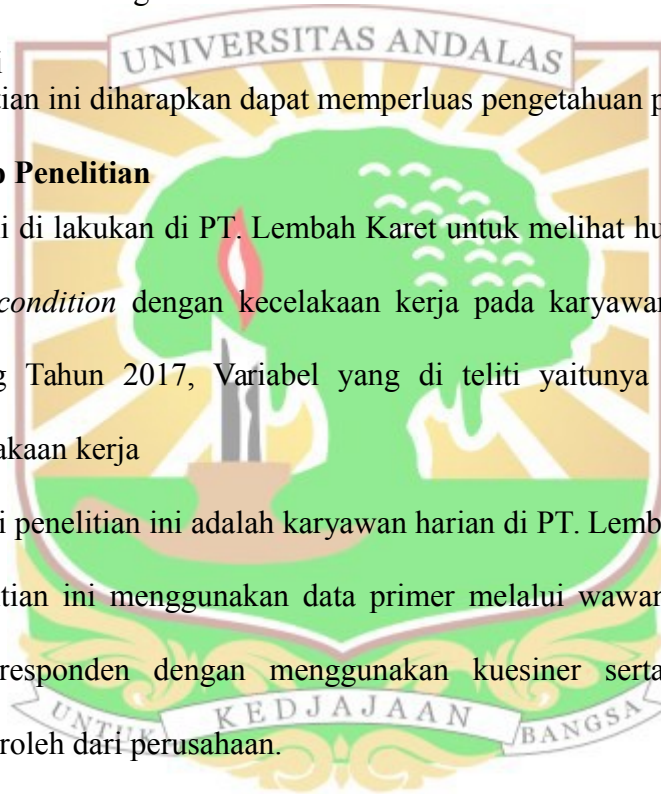 UNIVERSITAS ANDALAS
i
tian ini diharapkan dapat memperluas pengetahuan p
p Penelitian
i di lakukan di PT. Lembah Karet untuk melihat hu
condition dengan kecelakaan kerja pada karyawan
g Tahun 2017, Variabel yang di teliti yaitunya
akaan kerja
i penelitian ini adalah karyawan harian di PT. Lemb
tian ini menggunakan data primer melalui wawan
responden dengan menggunakan kuesiner serta
roleh dari perusahaan.
UNTUK KEDJAJAAN BANGSA